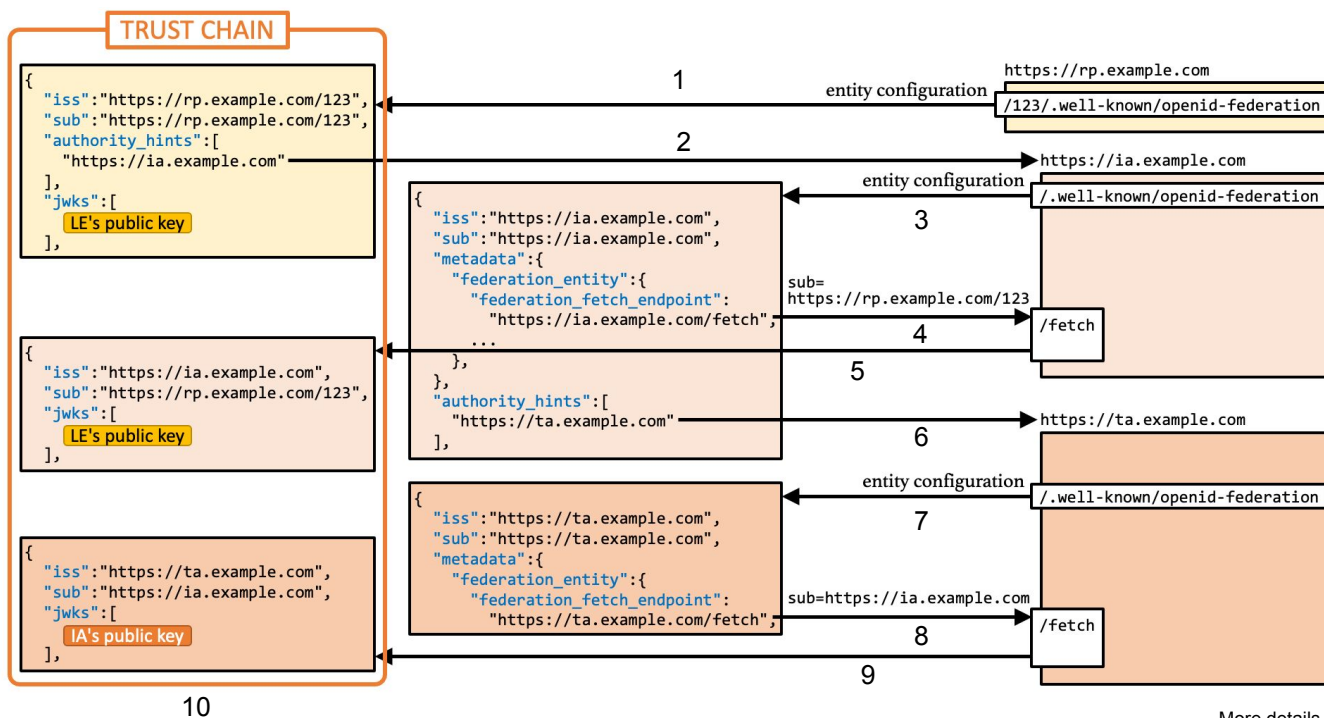 TRUST CHAIN
{
"iss":"https://rp.example.com/123",
"sub":"https://rp.example.com/123",
"authority_hints":[
"https://ia.example.com"
],
"jwks":[
LE's public key
],
1
entity configuration
https://rp.example.com
/123/.well-known/openid-federation
2
https://ia.example.com
entity configuration
/.well-known/openid-federation
3
{
"iss":"https://ia.example.com",
"sub":"https://ia.example.com",
"metadata":{
"federation_entity":{
"federation_fetch_endpoint":
"https://ia.example.com/fetch",
...
},
},
"authority_hints":[
"https://ta.example.com"
],
sub=
https://rp.example.com/123
4
/fetch
5
{
"iss":"https://ia.example.com",
"sub":"https://rp.example.com/123",
"jwks":[
LE's public key
],
6
https://ta.example.com
entity configuration
/.well-known/openid-federation
7
{
"iss":"https://ta.example.com",
"sub":"https://ta.example.com",
"metadata":{
"federation_entity":{
"federation_fetch_endpoint":
"https://ta.example.com/fetch",
sub=https://ia.example.com
8
/fetch
9
{
"iss":"https://ta.example.com",
"sub":"https://ia.example.com",
"jwks":[
IA's public key
],
10
More details